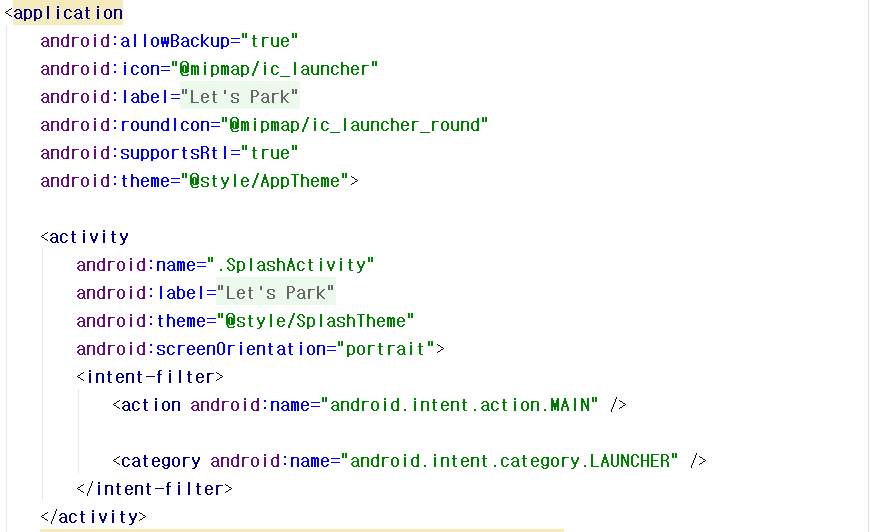 <application
android:allowBackup="true"
android:icon="@mipmap/ic_launcher"
android:label="Let's Park"
android:roundIcon="@mipmap/ic_launcher_round"
android:supportsRtl="true"
android:theme="@style/AppTheme">
<activity
android:name=".SplashActivity"
android:label="Let's Park"
android:theme="@style/SplashTheme"
android:screenOrientation="portrait">
<intent-filter>
<action android:name="android.intent.action.MAIN" />
<category android:name="android.intent.category.LAUNCHER" />
</intent-filter>
</activity>